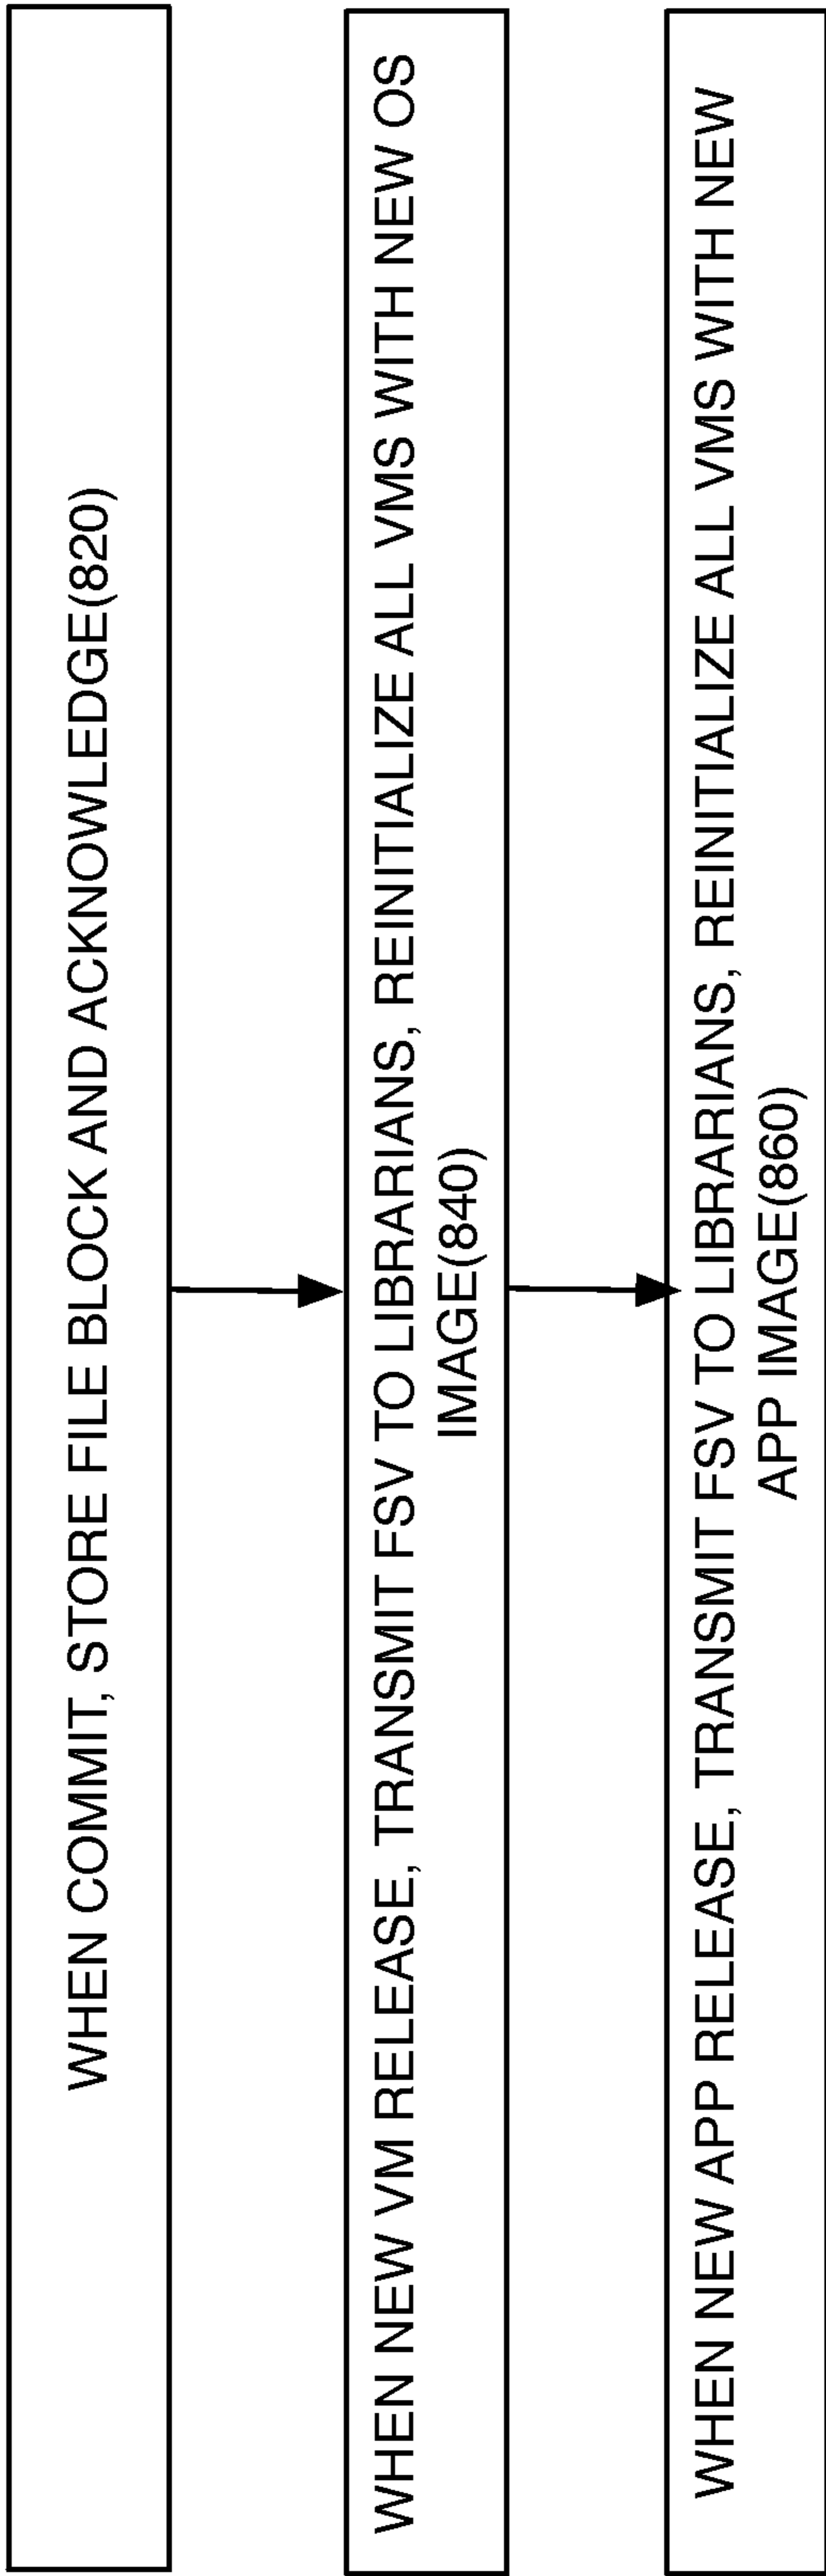 WHEN COMMIT, STORE FILE BLOCK AND ACKNOWLEDGE(820)
WHEN NEW VM RELEASE, TRANSMIT FSV TO LIBRARIANS, REINITIALIZE ALL VMS WITH NEW OS
IMAGE(840)
WHEN NEW APP RELEASE, TRANSMIT FSV TO LIBRARIANS, REINITIALIZE ALL VMS WITH NEW
APP IMAGE(860)